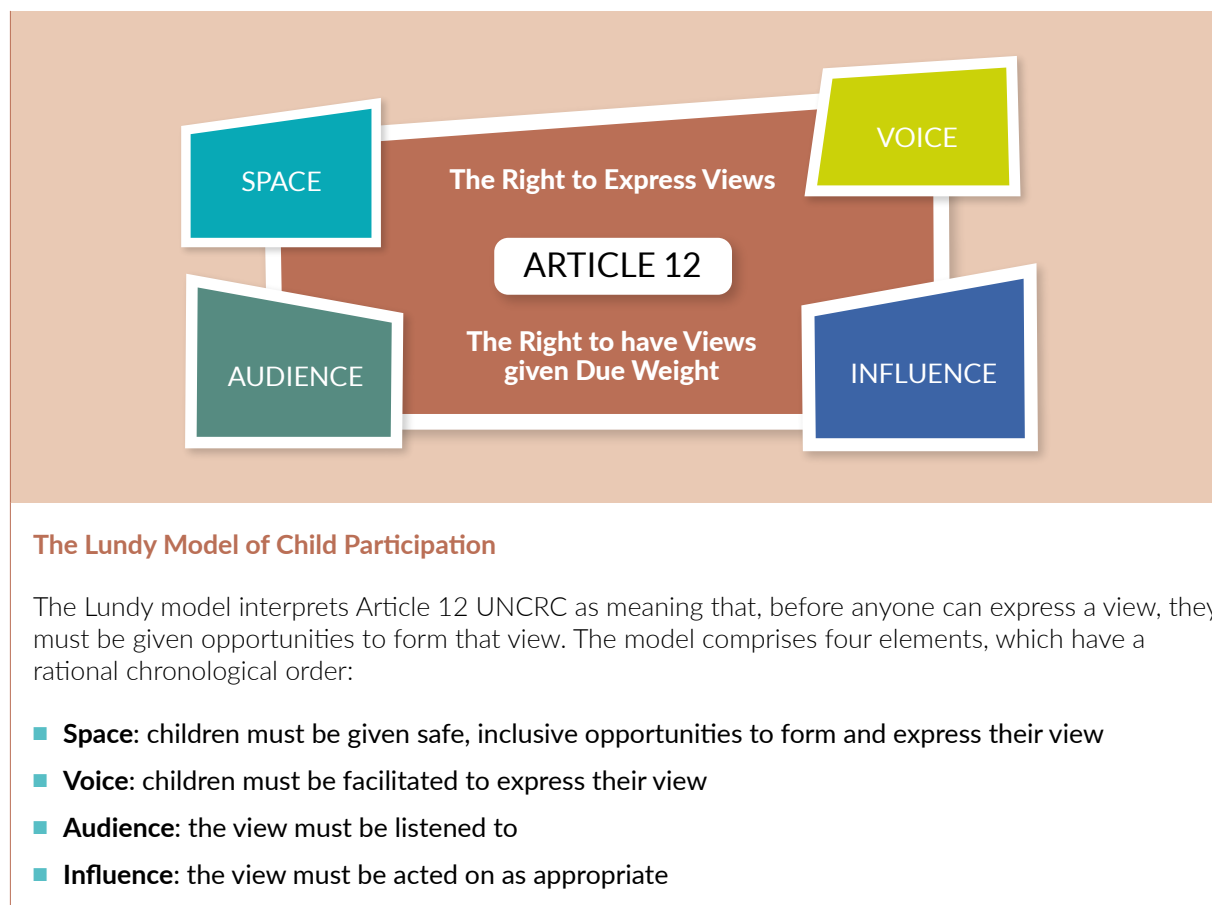 SPACE
VOICE
The Right to Express Views
ARTICLE 12
The Right to have Views
given Due Weight
AUDIENCE
INFLUENCE
The Lundy Model of Child Participation
The Lundy model interprets Article 12 UNCRC as meaning that, before anyone can express a view, they
must be given opportunities to form that view. The model comprises four elements, which have a
rational chronological order:
Space: children must be given safe, inclusive opportunities to form and express their view
Voice: children must be facilitated to express their view
Audience: the view must be listened to
Influence: the view must be acted on as appropriate